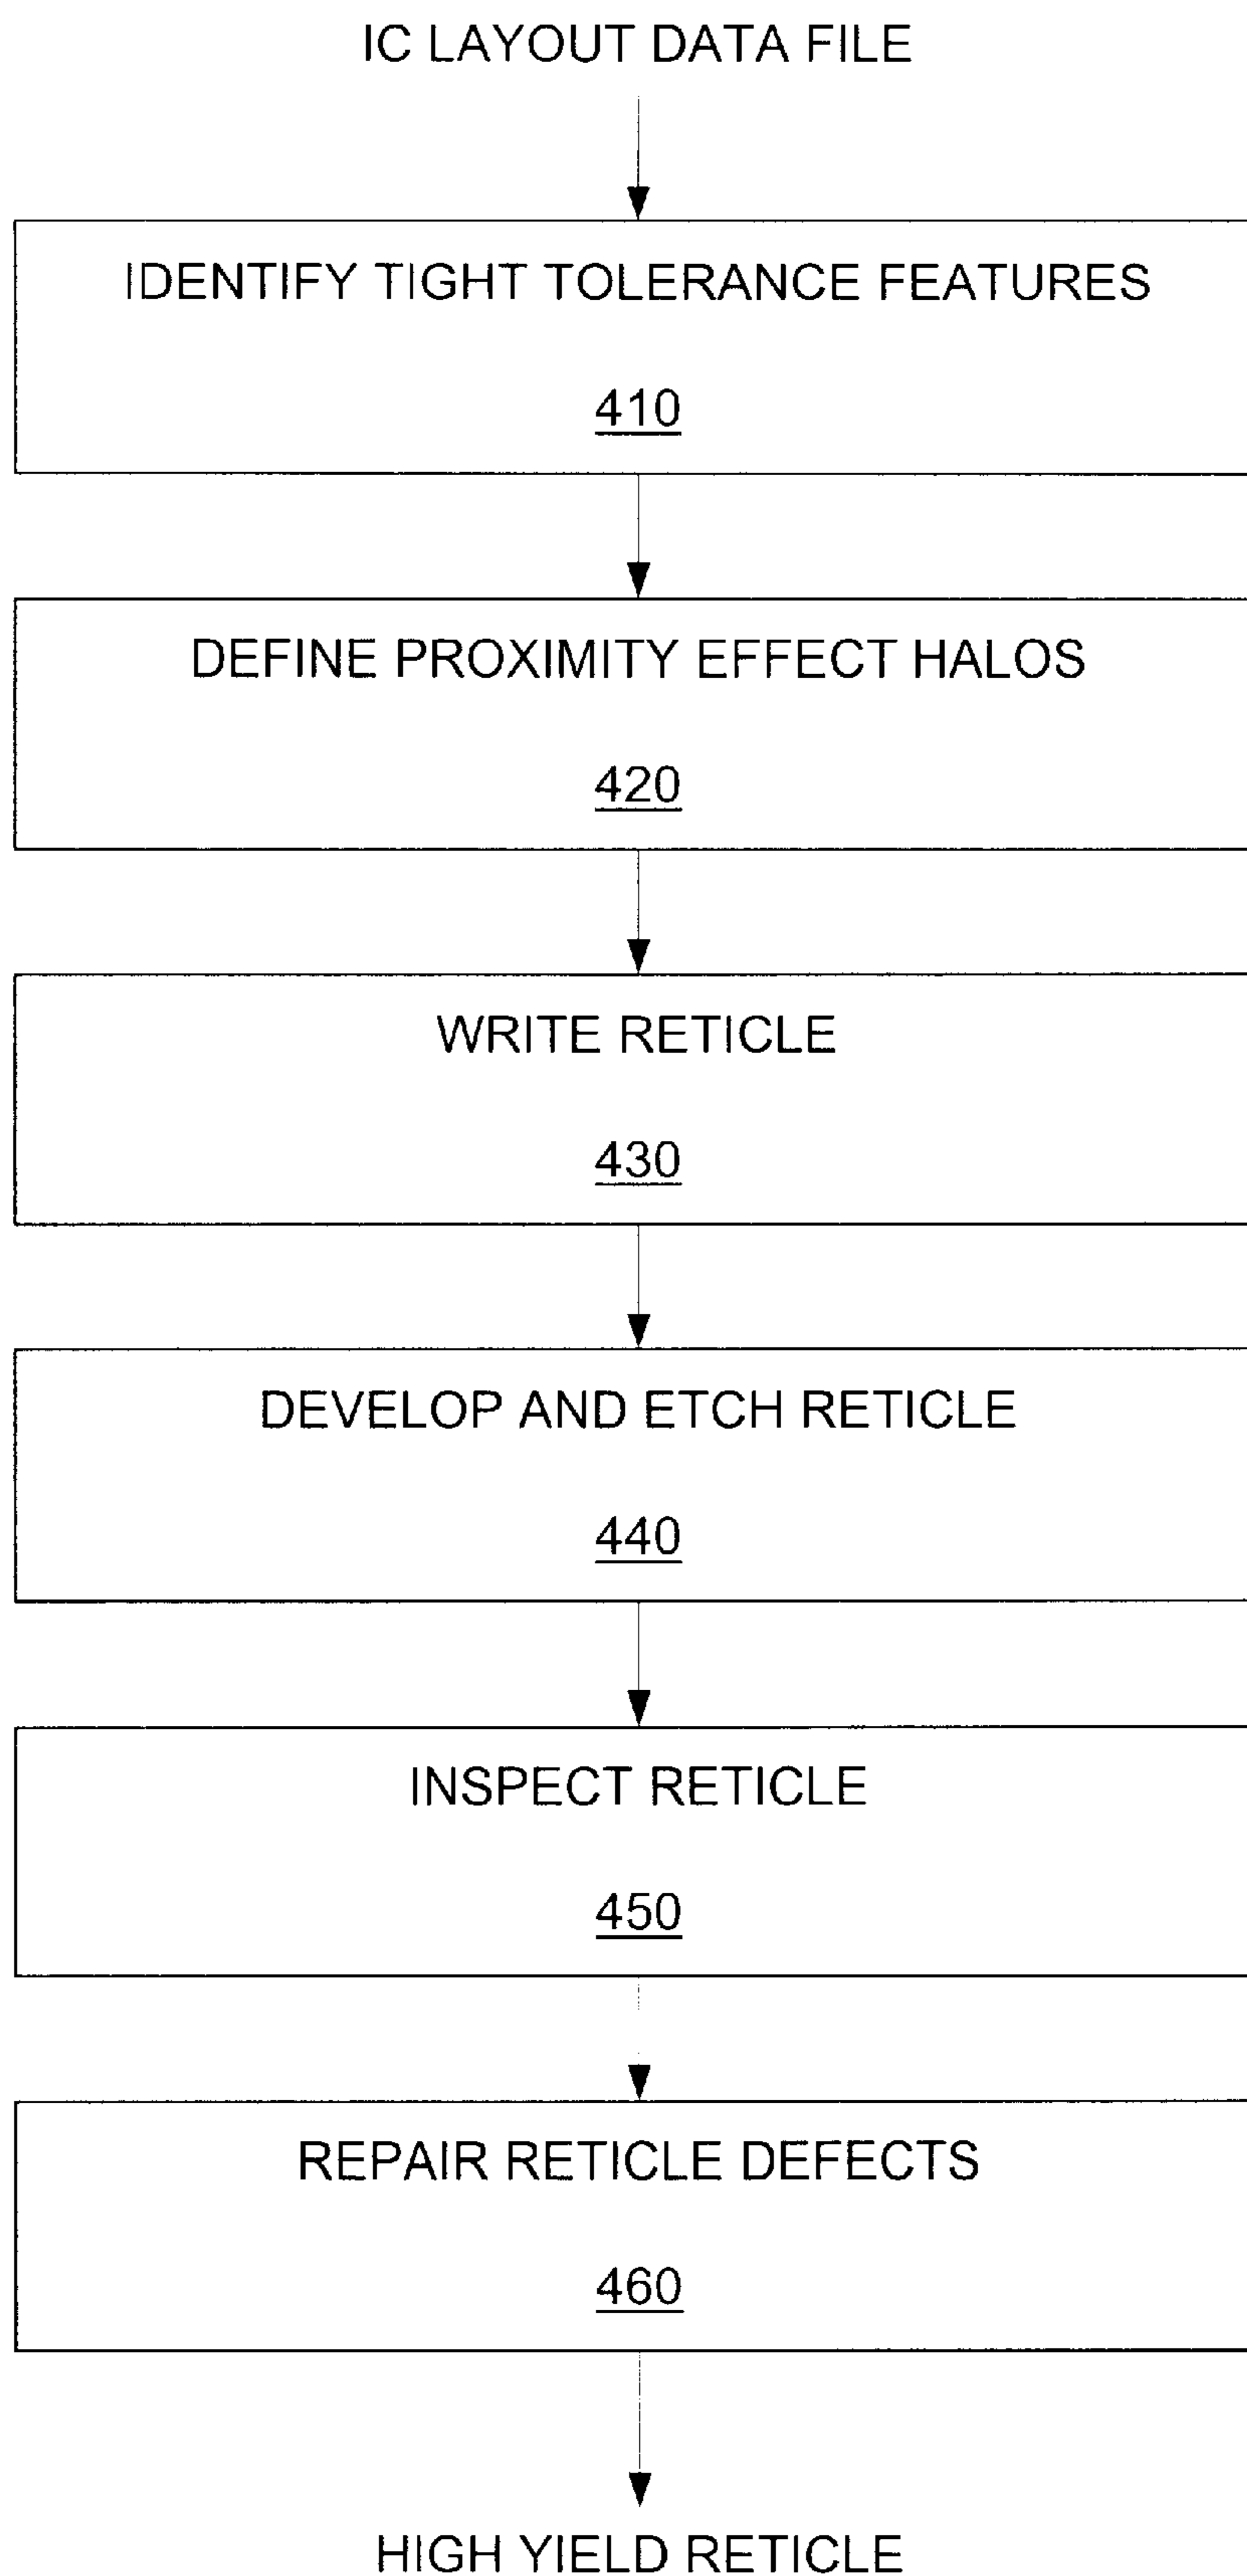 IC LAYOUT DATA FILE
IDENTIFY TIGHT TOLERANCE FEATURES
410
DEFINE PROXIMITY EFFECT HALOS
420
WRITE RETICLE
430
DEVELOP AND ETCH RETICLE
440
INSPECT RETICLE
450
REPAIR RETICLE DEFECTS
460
HIGH YIELD RETICLE